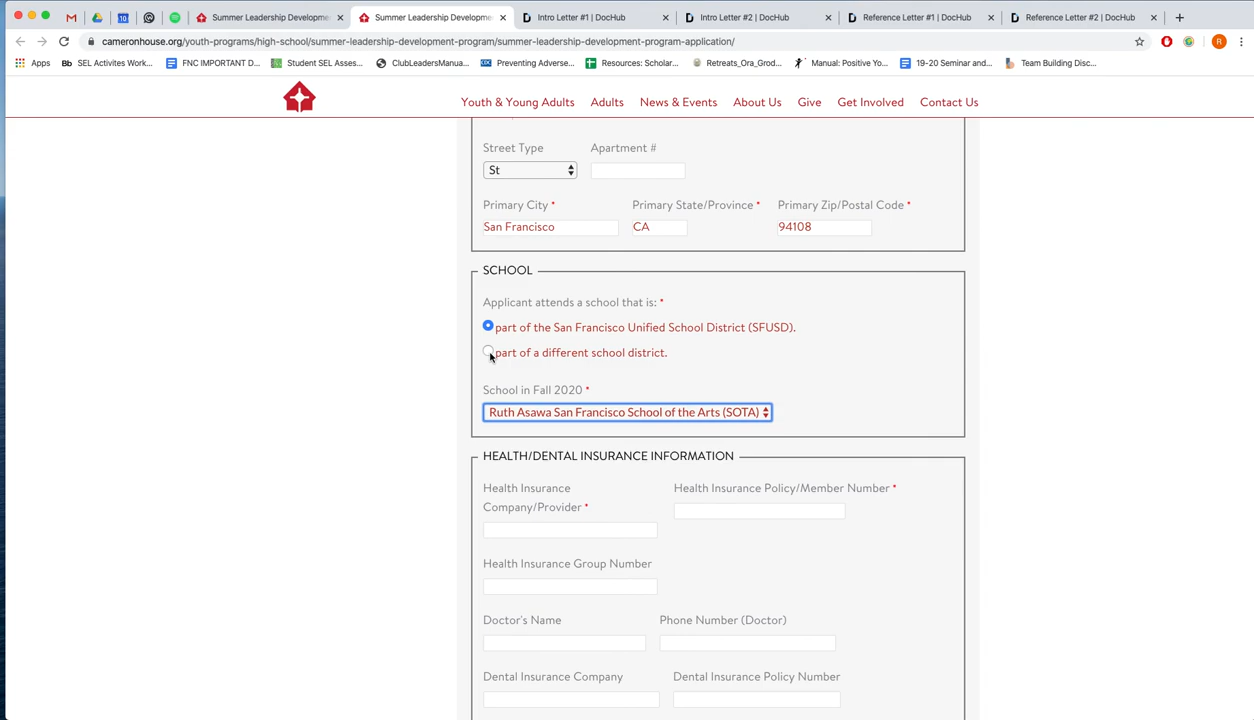 Summer Leadership Developme
Summer Leadership Developme
Intro Letter #1 | DocHub
Intro Letter #2 | DocHub
Reference Letter #1 | DocHub
Reference Letter #2 | DocHub
cameronhouse.org/youth-programs/high-school/summer-leadership-development-program/summer-leadership-development-program-application/
R
Apps
Bb SEL Activites Work...
FNC IMPORTANT D...
Student SEL Asses...
ClubLeadersManua...
Preventing Adverse...
Resources: Scholar...
Retreats_Ora_Grod...
Manual: Positive Yo...
19-20 Seminar and...
Team Building Disc...
Youth & Young Adults
Adults
News & Events
About Us
Give
Get Involved
Contact Us
Street Type
Apartment #
St
Primary City *
Primary State/Province *
Primary Zip/Postal Code *
San Francisco
CA
94108
SCHOOL
Applicant attends a school that is: *
part of the San Francisco Unified School District (SFUSD).
part of a different school district.
School in Fall 2020 *
Ruth Asawa San Francisco School of the Arts (SOTA)
HEALTH/DENTAL INSURANCE INFORMATION
Health Insurance
Company/Provider *
Health Insurance Policy/Member Number *
Health Insurance Group Number
Doctor's Name
Phone Number (Doctor)
Dental Insurance Company
Dental Insurance Policy Number